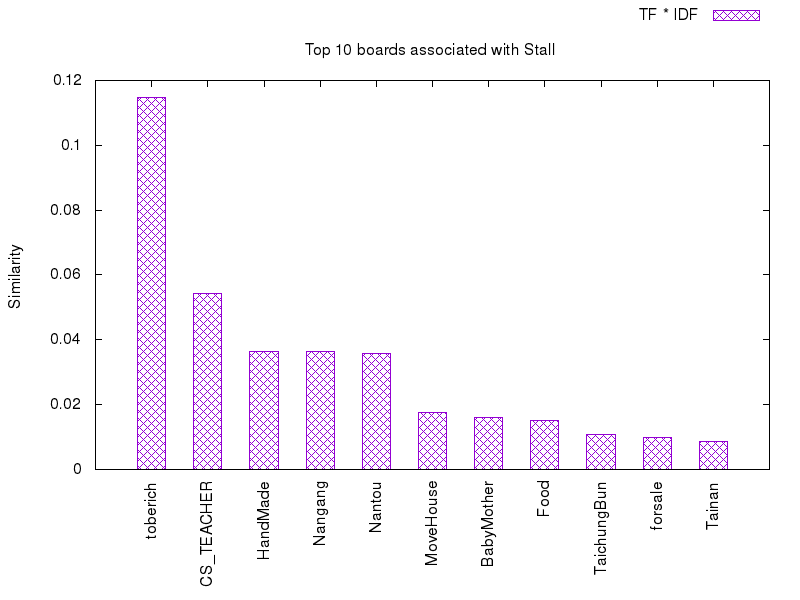 TF * IDF
Top 10 boards associated with Stall
0.12
0.1
0.08
0.06
0.04
0.02
0
Similarity
toberich
CS_TEACHER
HandMade
Nangang
Nantou
MoveHouse
BabyMother
Food
TaichungBun
forsale
Tainan